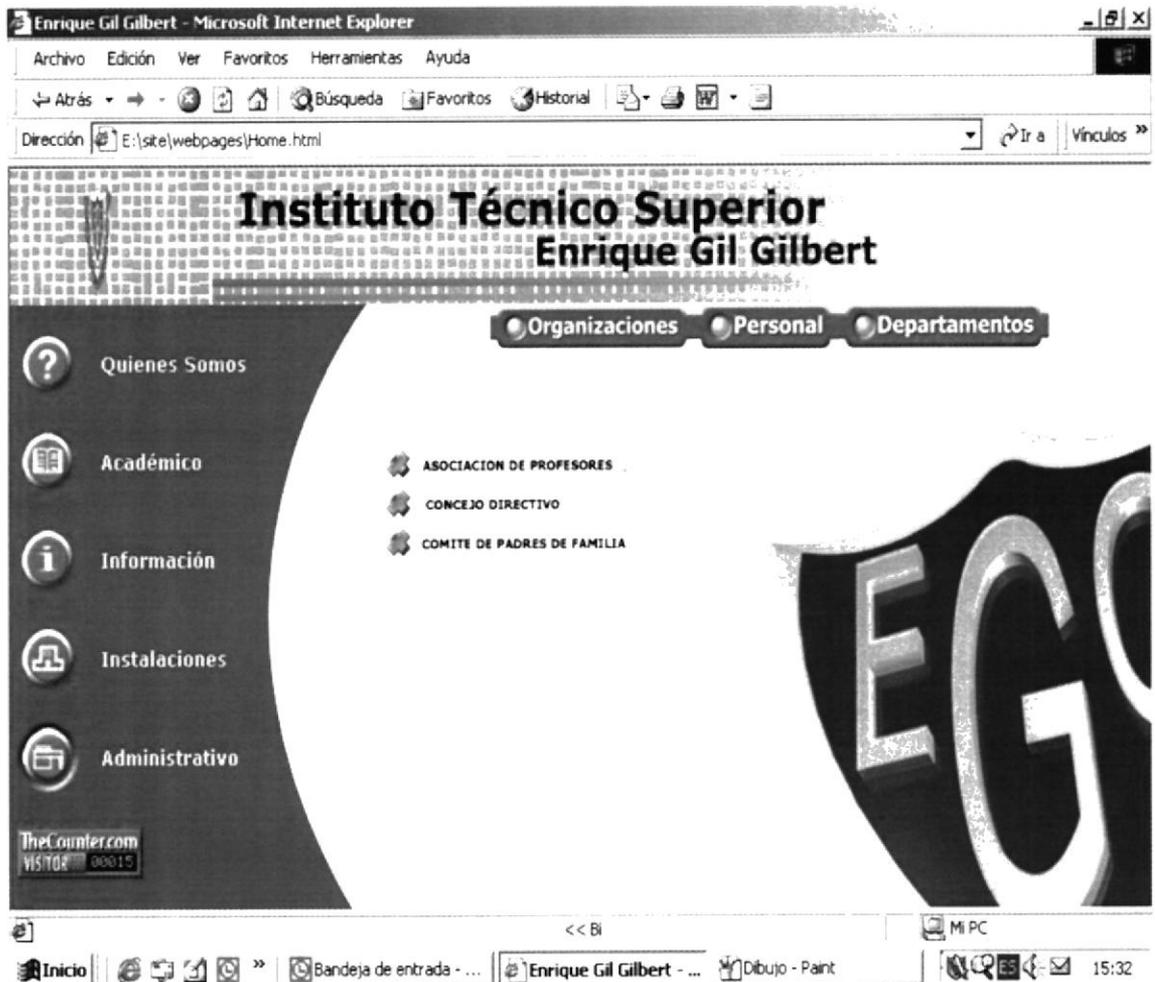 Enrique Gil Gilbert - Microsoft Internet Explorer
Archivo Edición Ver Favoritos Herramientas Ayuda
Atrás Búsqueda Favoritos Historial
Dirección E:\site\webpages\Home.html Ir a Vínculos »
Instituto Técnico Superior
Enrique Gil Gilbert
Organizaciones Personal Departamentos
Quienes Somos
Académico
ASOCIACION DE PROFESORES
CONCEJO DIRECTIVO
COMITE DE PADRES DE FAMILIA
Información
Instalaciones
Administrativo
EGG
TheCounter.com
VISITOR 00015
<< Bi Mi PC
Inicio » Bandeja de entrada - ... Enrique Gil Gilbert - ... Dibujo - Paint ES 15:32